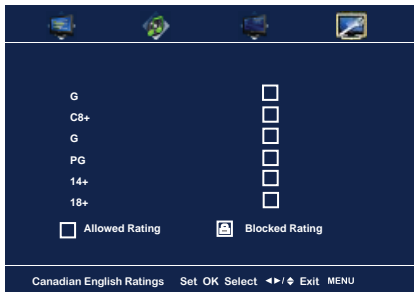 G
C8+
G
PG
14+
18+
Allowed Rating Blocked Rating
Canadian English Ratings Set OK Select ◄►/◆ Exit MENU